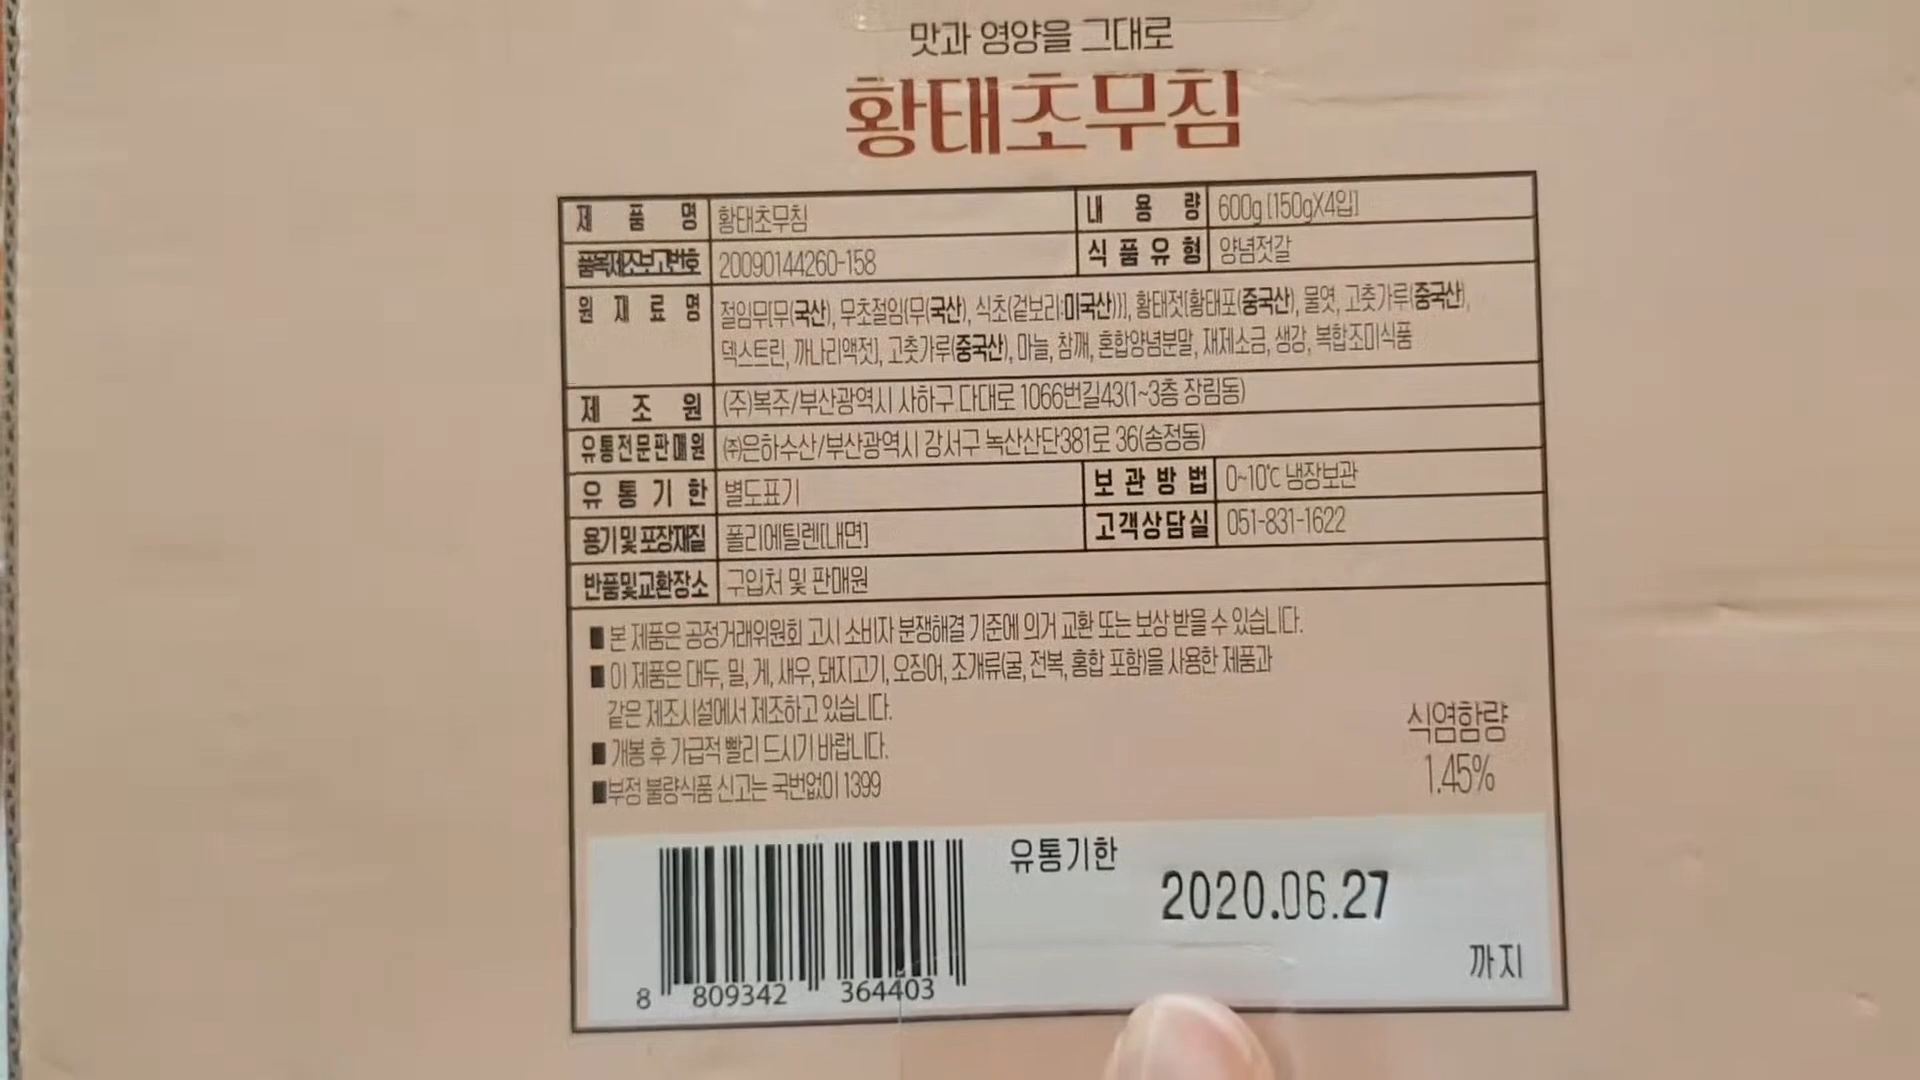 맛과 영양을 그대로
황태초무침
제 품 명 황태초무침 내 용 량 600g [150gX4입]
품목제조보고번호 20090144260-158 식 품 유 형 양념젓갈
원 재 료 명 절임무[무(국산), 무초절임{무(국산), 식초(겉보리:미국산)}], 황태젓[황태포(중국산), 물엿, 고춧가루(중국산),
덱스트린, 까나리액젓], 고춧가루(중국산), 마늘, 참깨, 혼합양념분말, 재제소금, 생강, 복합조미식품
제 조 원 (주)복주/부산광역시 사하구 다대로 1066번길43(1~3층 장림동)
유통전문판매원 ㈜은하수산/부산광역시 강서구 녹산산단381로 36(송정동)
유 통 기 한 별도표기 보 관 방 법 0~10℃ 냉장보관
용기 및 포장재질 폴리에틸렌[내면] 고객상담실 051-831-1622
반품및교환장소 구입처 및 판매원
■ 본 제품은 공정거래위원회 고시 소비자 분쟁해결 기준에 의거 교환 또는 보상 받을 수 있습니다.
■ 이 제품은 대두, 밀, 게, 새우, 돼지고기, 오징어, 조개류(굴, 전복, 홍합 포함)을 사용한 제품과
같은 제조시설에서 제조하고 있습니다.
■ 개봉 후 가급적 빨리 드시기 바랍니다.
■부정 불량식품 신고는 국번없이 1399
식염함량
1.45%
유통기한
2020.06.27
까지
8 809342 364403